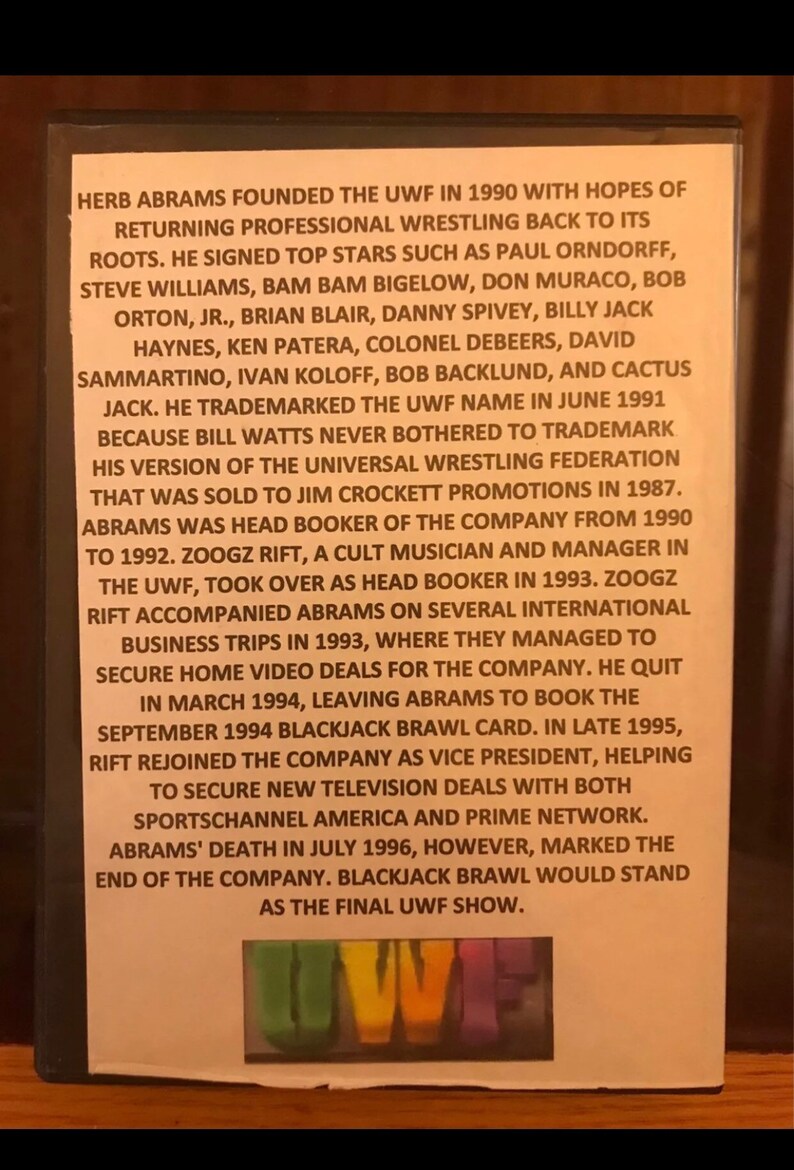 HERB ABRAMS FOUNDED THE UWF IN 1990 WITH HOPES OF
RETURNING PROFESSIONAL WRESTLING BACK TO ITS
ROOTS. HE SIGNED TOP STARS SUCH AS PAUL ORNDORFF,
STEVE WILLIAMS, BAM BAM BIGELOW, DON MURACO, BOB
ORTON, JR., BRIAN BLAIR, DANNY SPIVEY, BILLY JACK
HAYNES, KEN PATERA, COLONEL DEBEERS, DAVID
SAMMARTINO, IVAN KOLOFF, BOB BACKLUND, AND CACTUS
JACK. HE TRADEMARKED THE UWF NAME IN JUNE 1991
BECAUSE BILL WATTS NEVER BOTHERED TO TRADEMARK
HIS VERSION OF THE UNIVERSAL WRESTLING FEDERATION
THAT WAS SOLD TO JIM CROCKETT PROMOTIONS IN 1987.
ABRAMS WAS HEAD BOOKER OF THE COMPANY FROM 1990
TO 1992. ZOOGZ RIFT, A CULT MUSICIAN AND MANAGER IN
THE UWF, TOOK OVER AS HEAD BOOKER IN 1993. ZOOGZ
RIFT ACCOMPANIED ABRAMS ON SEVERAL INTERNATIONAL
BUSINESS TRIPS IN 1993, WHERE THEY MANAGED TO
SECURE HOME VIDEO DEALS FOR THE COMPANY. HE QUIT
IN MARCH 1994, LEAVING ABRAMS TO BOOK THE
SEPTEMBER 1994 BLACKJACK BRAWL CARD. IN LATE 1995,
RIFT REJOINED THE COMPANY AS VICE PRESIDENT, HELPING
TO SECURE NEW TELEVISION DEALS WITH BOTH
SPORTSCHANNEL AMERICA AND PRIME NETWORK.
ABRAMS' DEATH IN JULY 1996, HOWEVER, MARKED THE
END OF THE COMPANY. BLACKJACK BRAWL WOULD STAND
AS THE FINAL UWF SHOW.
UWF